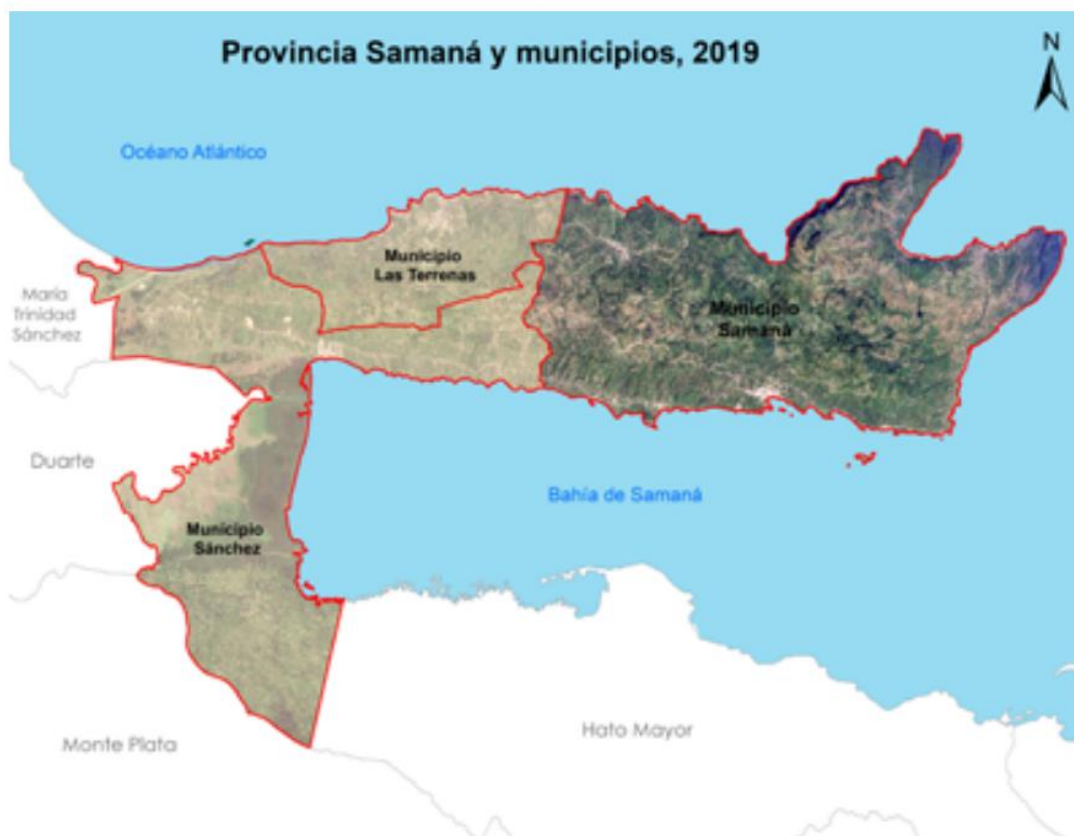 Provincia Samaná y municipios, 2019
N
Océano Atlántico
Municipio
Las Terrenas
María
Trinidad
Sánchez
Municipio
Samaná
Duarte
Bahía de Samaná
Municipio
Sánchez
Monte Plata
Hato Mayor